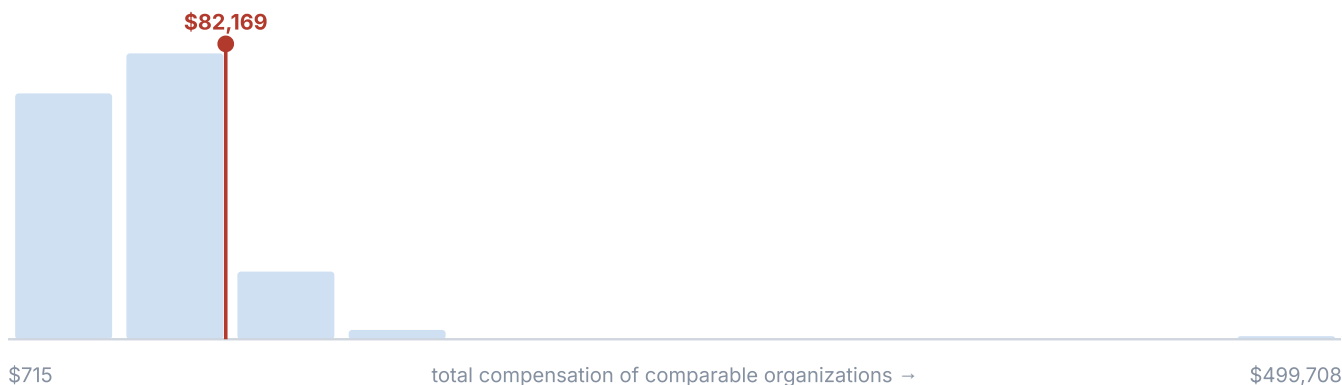 $82,169
$715 total compensation of comparable organizations → $499,708